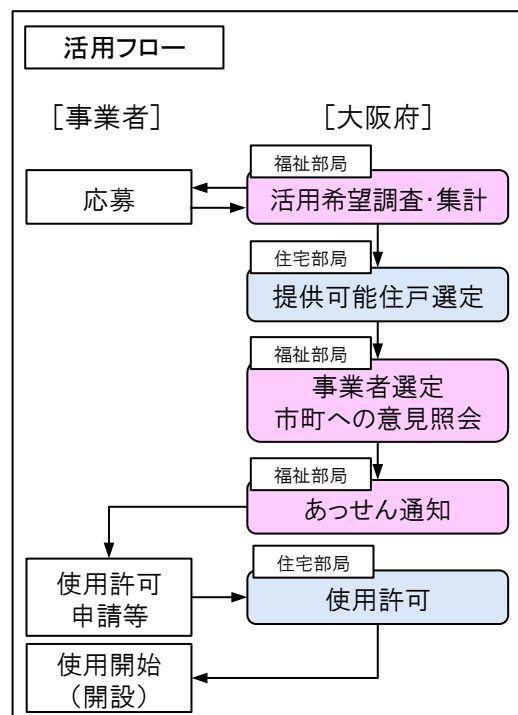 活用フロー
[事業者]
[大阪府]
福祉部局
応募
活用希望調査・集計
住宅部局
提供可能住戸選定
福祉部局
事業者選定
市町への意見照会
福祉部局
あっせん通知
使用許可
申請等
住宅部局
使用許可
使用開始
（開設）